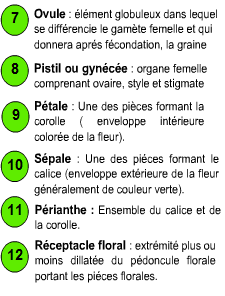 7 Ovule : élément globuleux dans lequel
se différencie le gamète femelle et qui
donnera aprés fécondation, la graine
8 Pistil ou gynécée : organe femelle
comprenant ovaire, style et stigmate
9 Pétale : Une des pièces formant la
corolle ( enveloppe intérieure
colorée de la fleur).
10 Sépale : Une des piéces formant le
calice (enveloppe extérieure de la fleur
généralement de couleur verte).
11 Périanthe : Ensemble du calice et de
la corolle.
12 Réceptacle floral : extrémité plus ou
moins dillatée du pédoncule florale
portant les piéces florales.